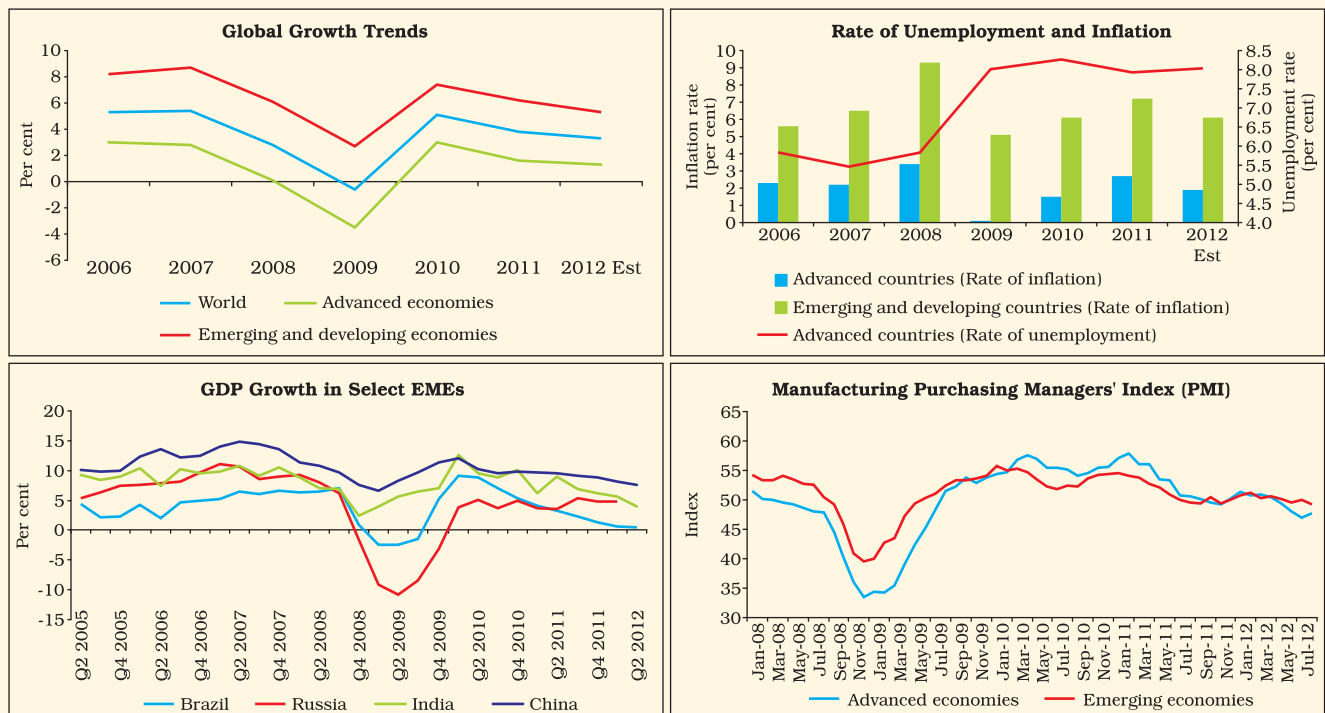 Global Growth Trends
Per cent
10
8
6
4
2
0
-2
-4
-6
2006 2007 2008 2009 2010 2011 2012 Est
World Advanced economies
Emerging and developing economies
Rate of Unemployment and Inflation
Inflation rate
(per cent)
10
9
8
7
6
5
4
3
2
1
0
8.5
8.0
7.5
7.0
6.5
6.0
5.5
5.0
4.5
4.0
Unemployment rate
(per cent)
2006 2007 2008 2009 2010 2011 2012
Est
Advanced countries (Rate of inflation)
Emerging and developing countries (Rate of inflation)
Advanced countries (Rate of unemployment)
GDP Growth in Select EMEs
Per cent
20
15
10
5
0
-5
-10
-15
Q2 2005
Q4 2005
Q2 2006
Q4 2006
Q2 2007
Q4 2007
Q2 2008
Q4 2008
Q2 2009
Q4 2009
Q2 2010
Q4 2010
Q2 2011
Q4 2011
Q2 2012
Brazil Russia India China
Manufacturing Purchasing Managers' Index (PMI)
Index
65
60
55
50
45
40
35
30
Jan-08
Mar-08
May-08
Jul-08
Sep-08
Nov-08
Jan-09
Mar-09
May-09
Jul-09
Sep-09
Nov-09
Jan-10
Mar-10
May-10
Jul-10
Sep-10
Nov-10
Jan-11
Mar-11
May-11
Jul-11
Sep-11
Nov-11
Jan-12
Mar-12
May-12
Jul-12
Advanced economies Emerging economies